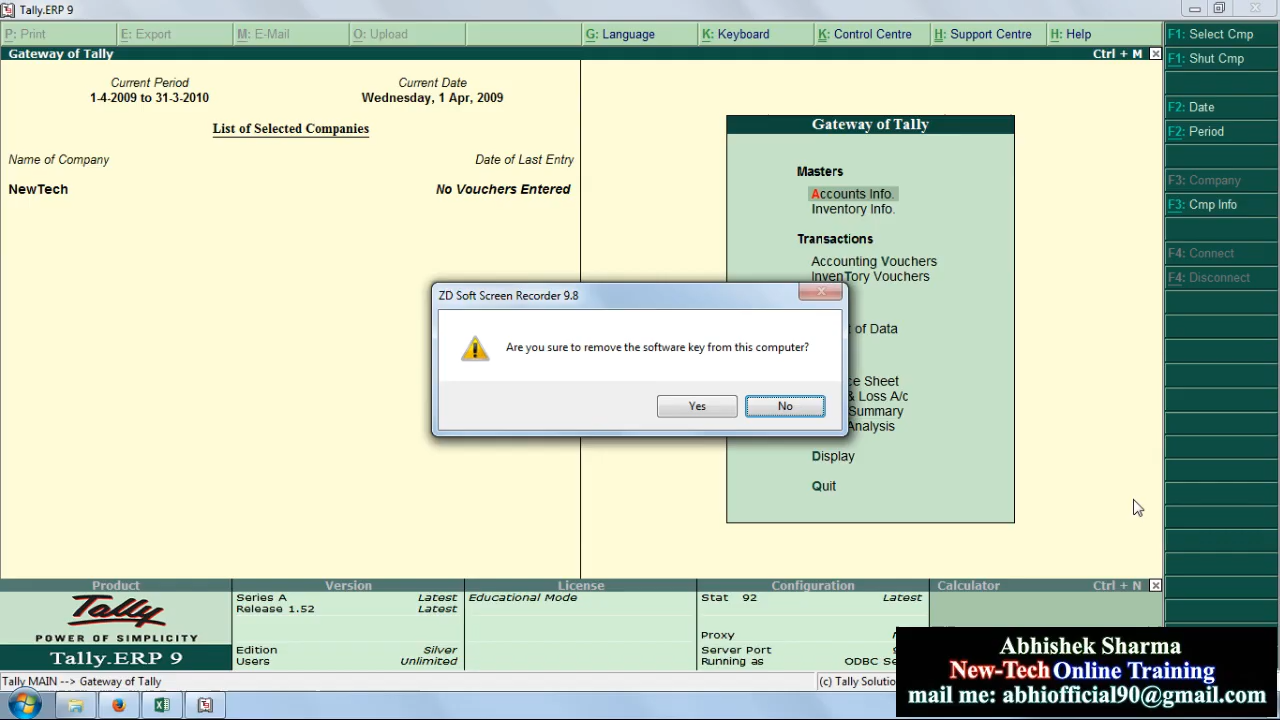 Tally.ERP 9
P: Print E: Export M: E-Mail O: Upload G: Language K: Keyboard K: Control Centre H: Support Centre H: Help
Gateway of Tally Ctrl + M
Current Period Current Date
1-4-2009 to 31-3-2010 Wednesday, 1 Apr, 2009
List of Selected Companies
Name of Company Date of Last Entry
NewTech No Vouchers Entered
Gateway of Tally
Masters
Accounts Info.
Inventory Info.
Transactions
Accounting Vouchers
InvenTory Vouchers
t of Data
ce Sheet
& Loss A/c
Summary
Analysis
Display
Quit
ZD Soft Screen Recorder 9.8
Are you sure to remove the software key from this computer?
Yes No
F1: Select Cmp
F1: Shut Cmp
F2: Date
F2: Period
F3: Company
F3: Cmp Info
F4: Connect
F4: Disconnect
Product Version License Configuration Calculator Ctrl + N
Tally
POWER OF SIMPLICITY
Tally.ERP 9
Series A Latest
Release 1.52 Latest
Edition Silver
Users Unlimited
Educational Mode
Stat 92 Latest
Proxy
Server Port
Running as ODBC
Tally MAIN --> Gateway of Tally (c) Tally
Abhishek Sharma
New-Tech Online Training
mail me: abhiofficial90@gmail.com